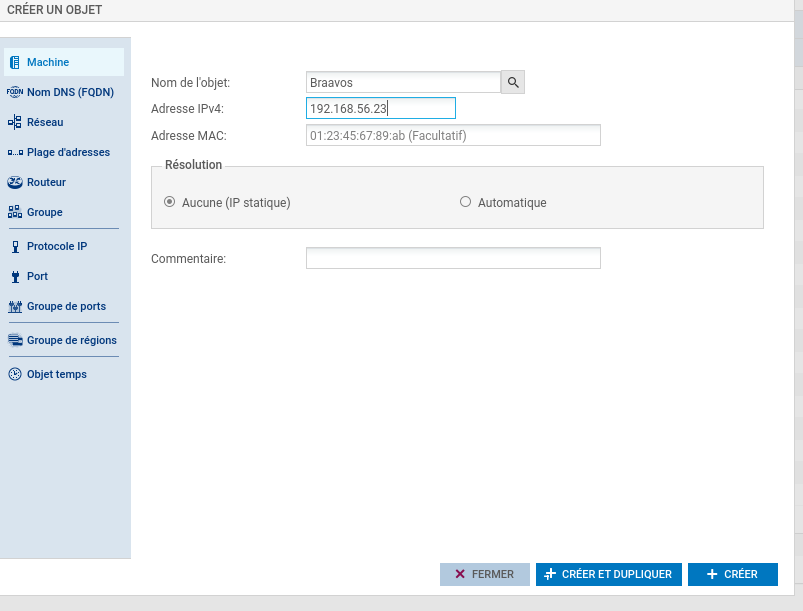 CRÉER UN OBJET
Machine
FQDN Nom DNS (FQDN)
Réseau
Plage d'adresses
Routeur
Groupe
Protocole IP
Port
Groupe de ports
Groupe de régions
Objet temps
Nom de l'objet: Braavos
Adresse IPv4: 192.168.56.23
Adresse MAC: 01:23:45:67:89:ab (Facultatif)
Résolution
Aucune (IP statique) Automatique
Commentaire:
FERMER CRÉER ET DUPLIQUER CRÉER